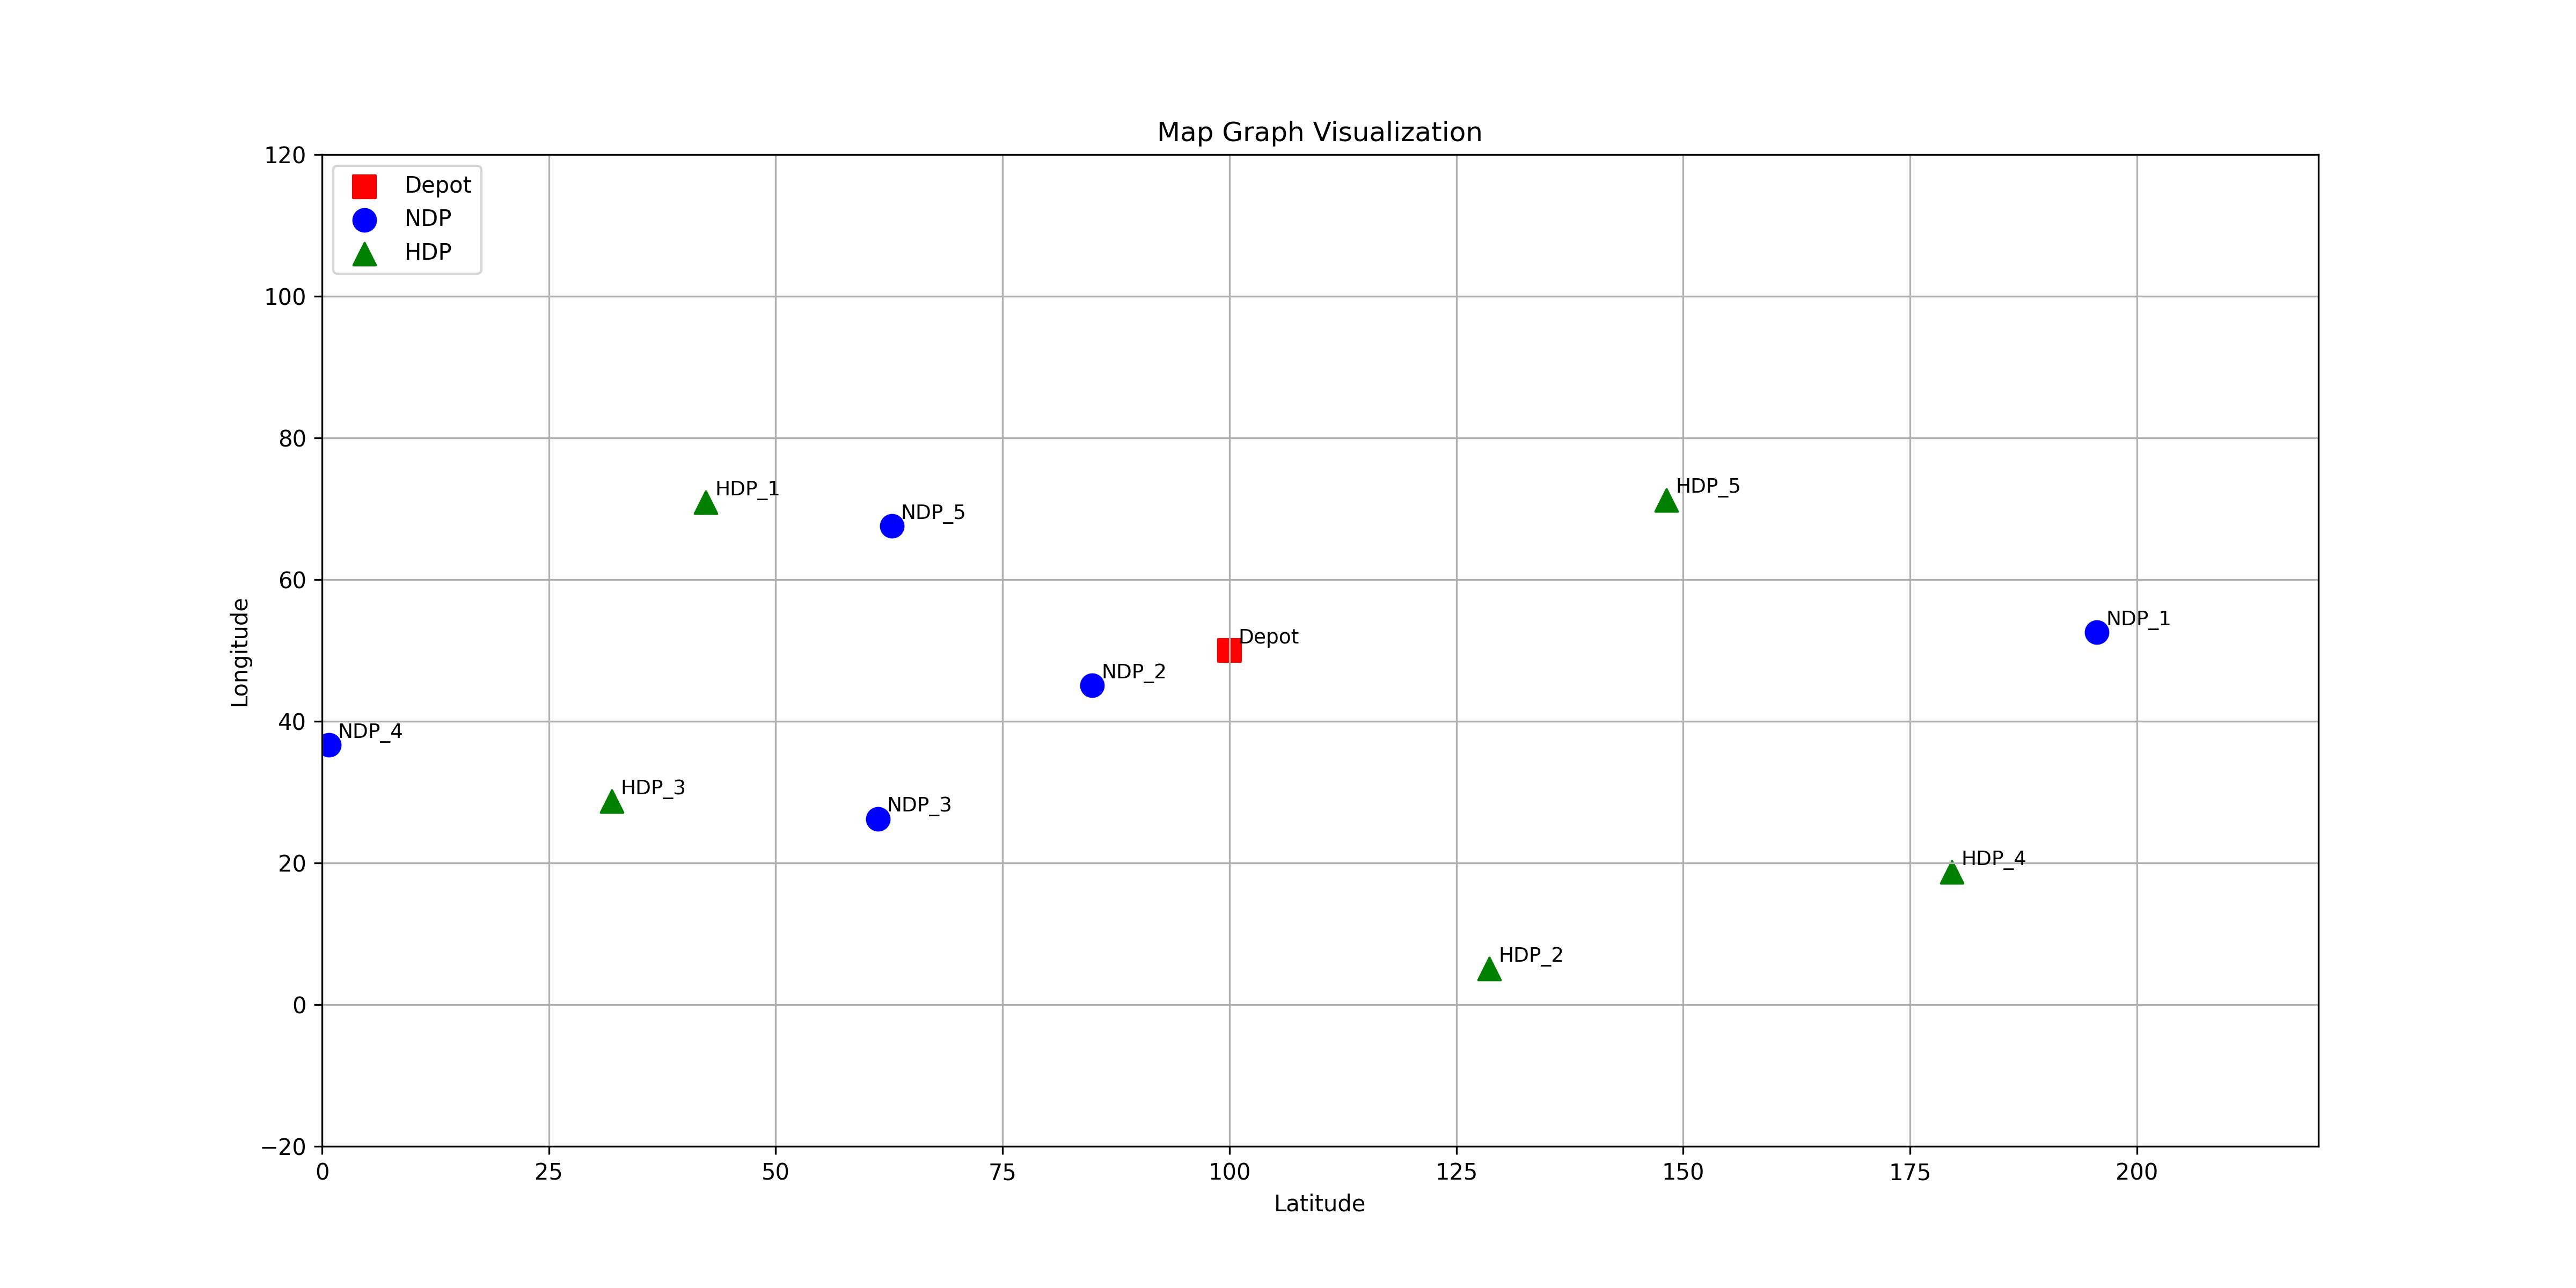 Map Graph Visualization
Depot
NDP
HDP
120
100
80
60
40
20
0
−20
Longitude
HDP_1
HDP_5
NDP_5
NDP_1
Depot
NDP_2
NDP_4
HDP_3
NDP_3
HDP_4
HDP_2
0 25 50 75 100 125 150 175 200
Latitude